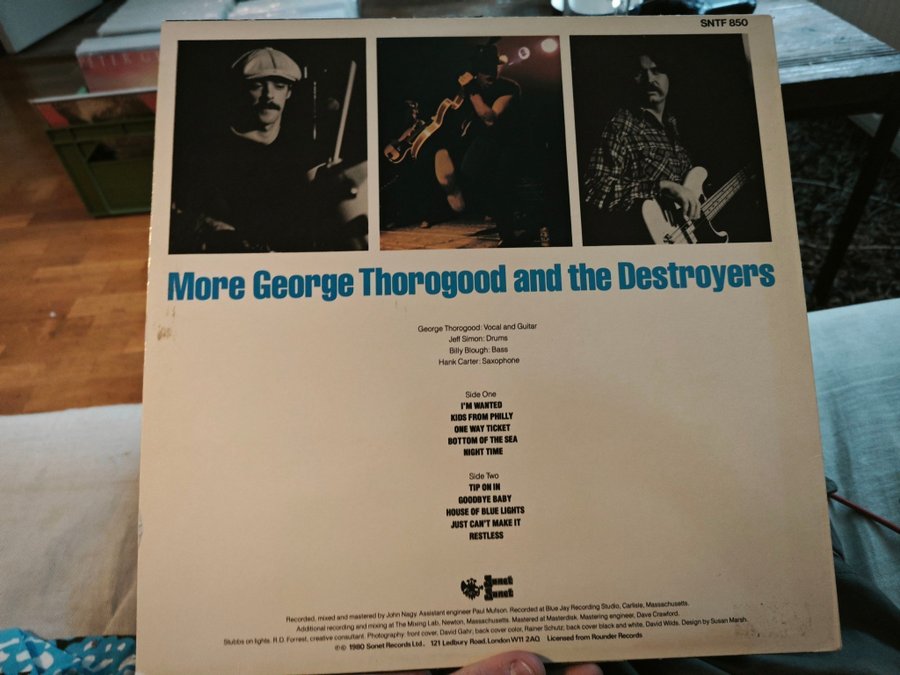 SNTF 850
More George Thorogood and the Destroyers
George Thorogood: Vocal and Guitar
Jeff Simon: Drums
Billy Blough: Bass
Hank Carter: Saxophone
Side One
I'M WANTED
KIDS FROM PHILLY
ONE WAY TICKET
BOTTOM OF THE SEA
NIGHT TIME
Side Two
TIP ON IN
GOODBYE BABY
HOUSE OF BLUE LIGHTS
JUST CAN'T MAKE IT
RESTLESS
Sonet
Sonet
Recorded, mixed and mastered by John Nagy. Assistant engineer Paul Mufson. Recorded at Blue Jay Recording Studio, Carlisle, Massachusetts.
Additional recording and mixing at The Mixing Lab, Newton, Massachusetts. Mastered at Masterdisk. Mastering engineer, Dave Crawford.
Stubbs on lights. R.D. Forrest, creative consultant. Photography: front cover, David Gahr; back cover color, Rainer Schutz; back cover black and white, David Wilds. Design by Susan Marsh.
℗© 1980 Sonet Records Ltd., 121 Ledbury Road, London W11 2AQ Licensed from Rounder Records